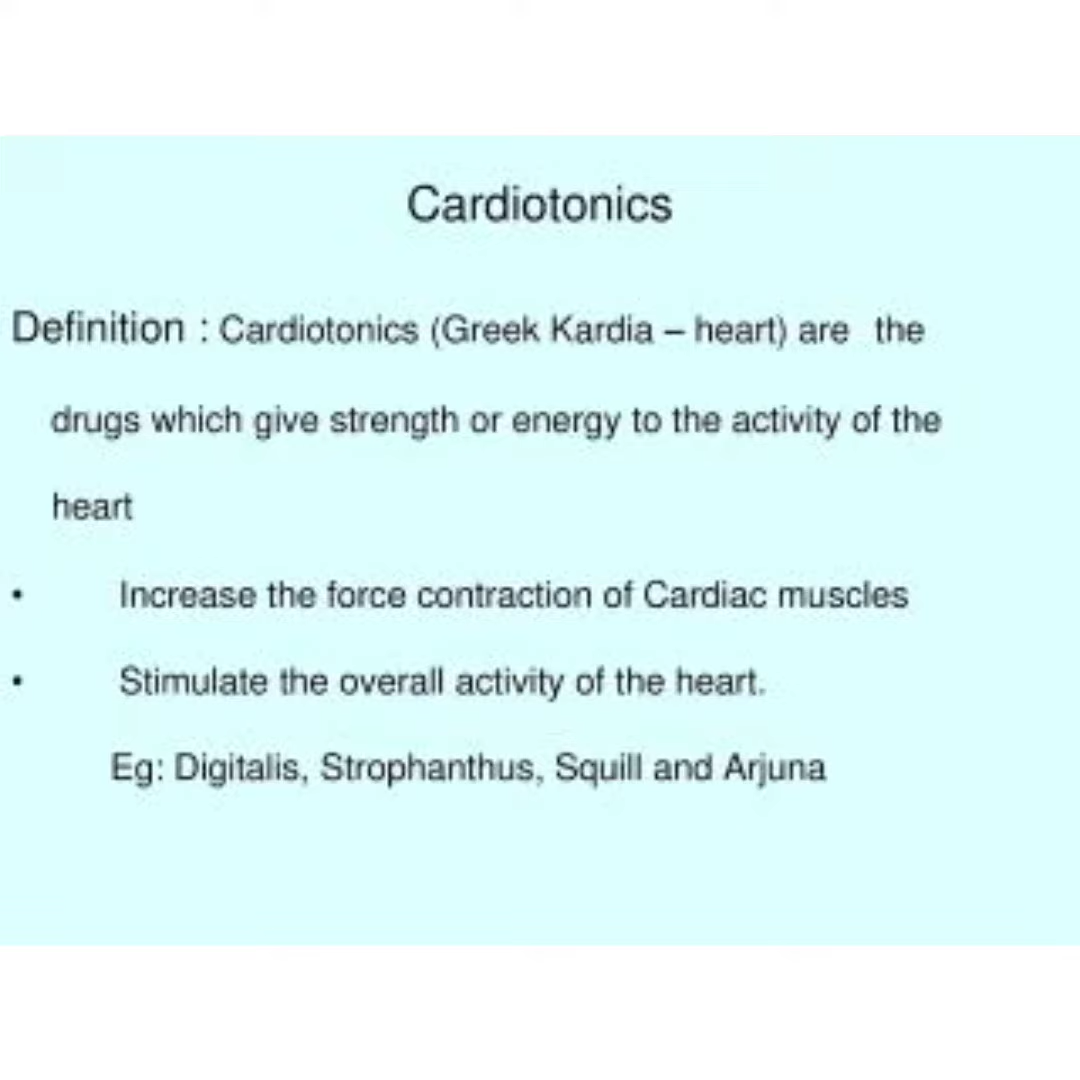 Cardiotonics
Definition : Cardiotonics (Greek Kardia – heart) are the
drugs which give strength or energy to the activity of the
heart
• Increase the force contraction of Cardiac muscles
• Stimulate the overall activity of the heart.
Eg: Digitalis, Strophanthus, Squill and Arjuna